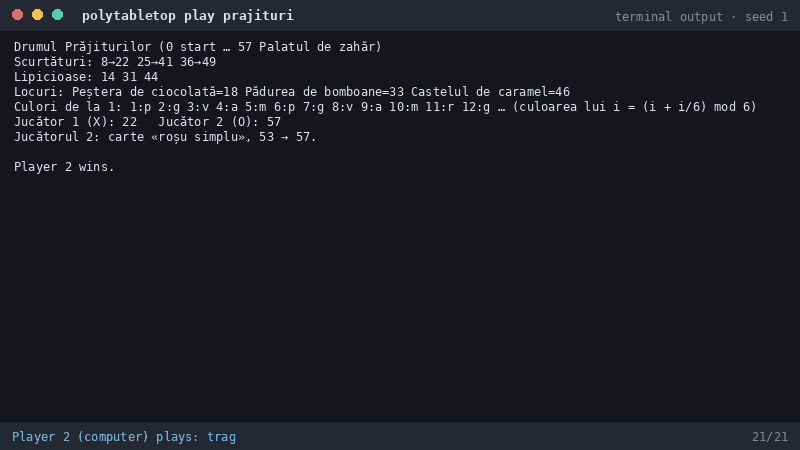 polytabletop play prajituri
terminal output · seed 1
Drumul Prăjiturilor (0 start … 57 Palatul de zahăr)
Scurtături: 8→22 25→41 36→49
Lipicioase: 14 31 44
Locuri: Peștera de ciocolată=18 Pădurea de bomboane=33 Castelul de caramel=46
Culori de la 1: 1:p 2:g 3:v 4:a 5:m 6:p 7:g 8:v 9:a 10:m 11:r 12:g … (culoarea lui i = (i + i/6) mod 6)
Jucător 1 (X): 22   Jucător 2 (O): 57
Jucătorul 2: carte «roșu simplu», 53 → 57.
Player 2 wins.
Player 2 (computer) plays: trag
21/21